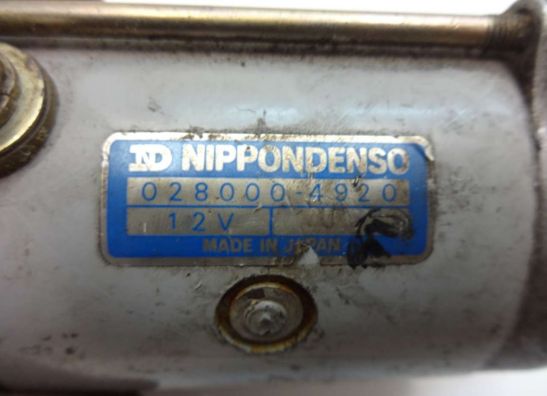 ND NIPPONDENSO
028000-4920
12V
MADE IN JAPAN